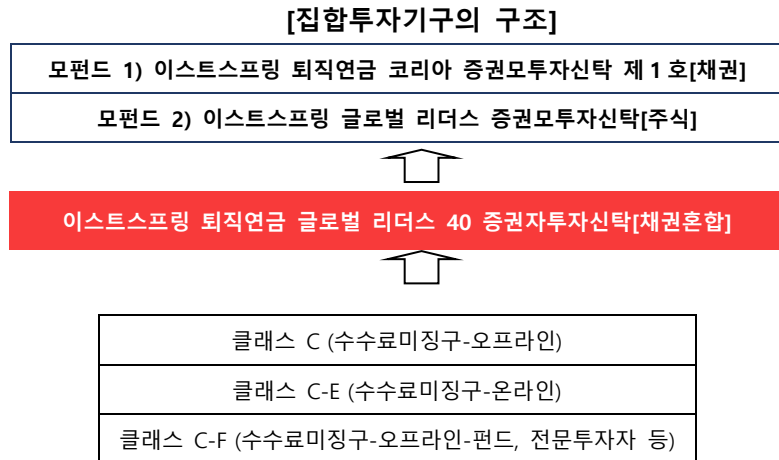 [집합투자기구의 구조]
모펀드 1) 이스트스프링 퇴직연금 코리아 증권모투자신탁 제1호[채권]
모펀드 2) 이스트스프링 글로벌 리더스 증권모투자신탁[주식]
이스트스프링 퇴직연금 글로벌 리더스 40 증권자투자신탁[채권혼합]
클래스 C (수수료미징구-오프라인)
클래스 C-E (수수료미징구-온라인)
클래스 C-F (수수료미징구-오프라인-펀드, 전문투자자 등)